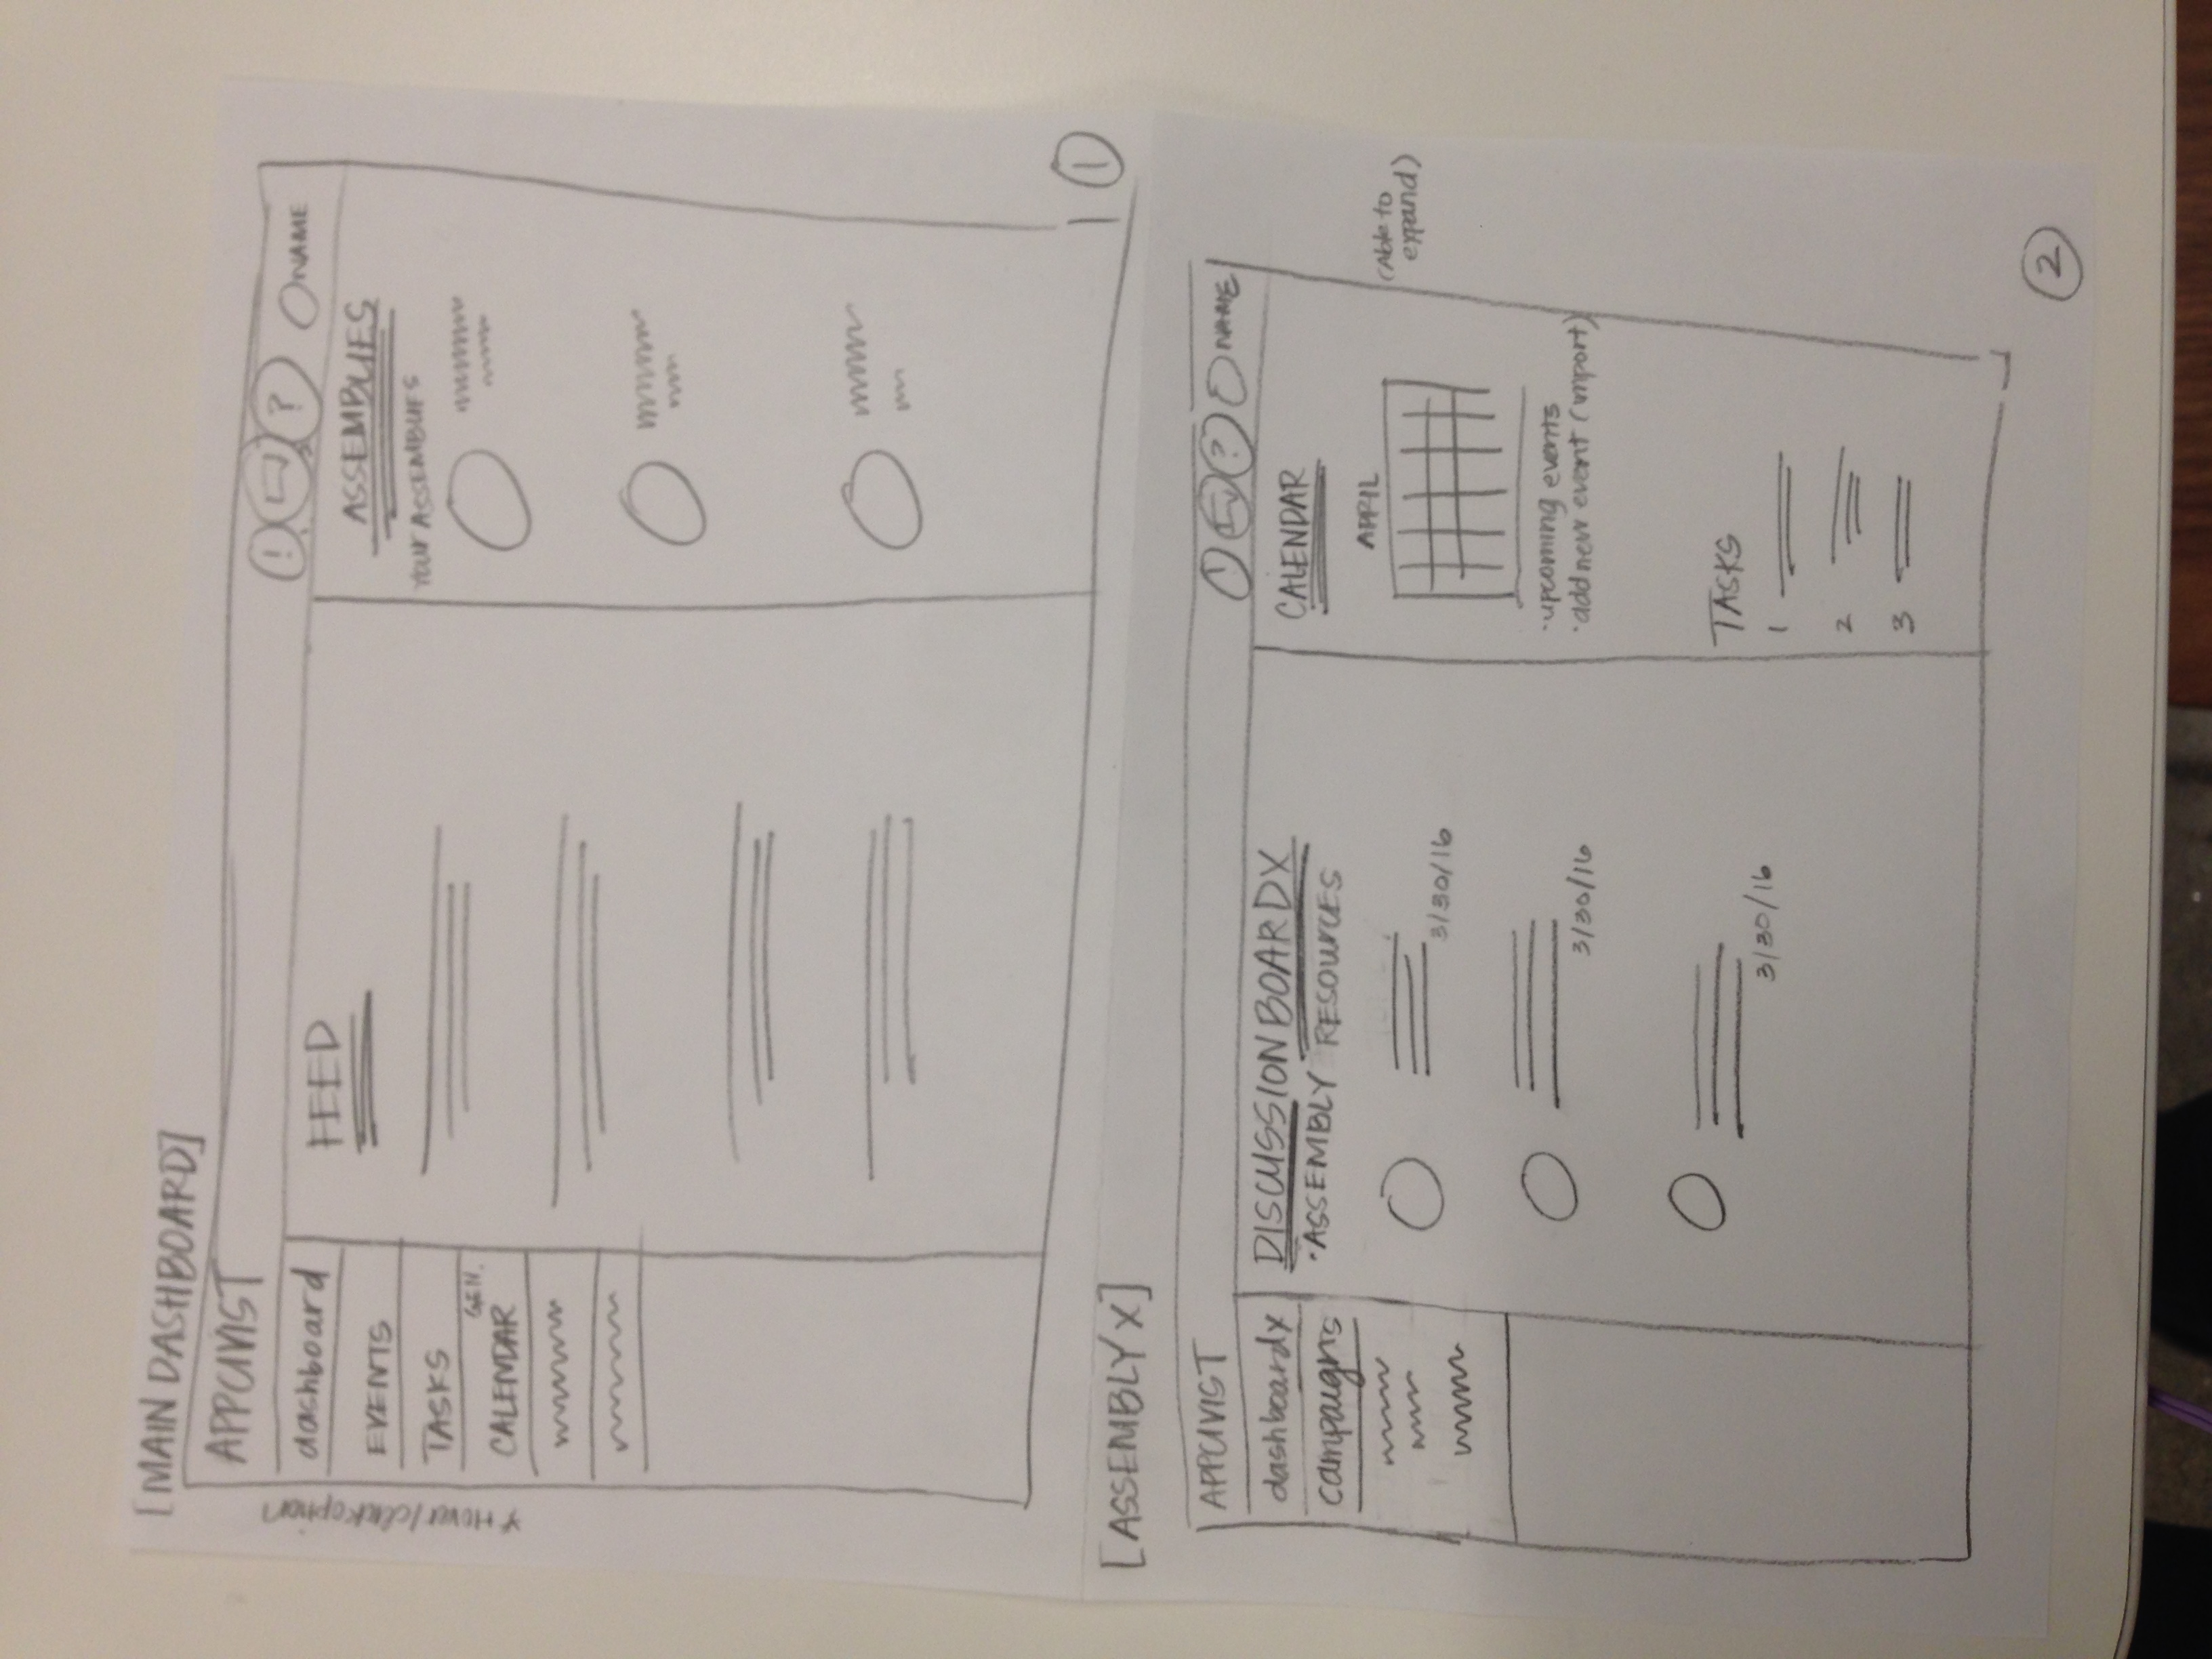 [MAIN DASHBOARD]
APPCIVIST
! ? NAME
* Hover/click option
dashboard
EVENTS
TASKS
GEN.
CALENDAR
FEED
ASSEMBLIES
YOUR ASSEMBLIES
1
[ASSEMBLY X]
APPCIVIST
! ? NAME
dashboard x
campaigns
DISCUSSION BOARD X
·ASSEMBLY RESOURCES
3/30/16
3/30/16
3/30/16
CALENDAR
APRIL
(Able to
expand)
·upcoming events
·add new event (import)
TASKS
1
2
3
2